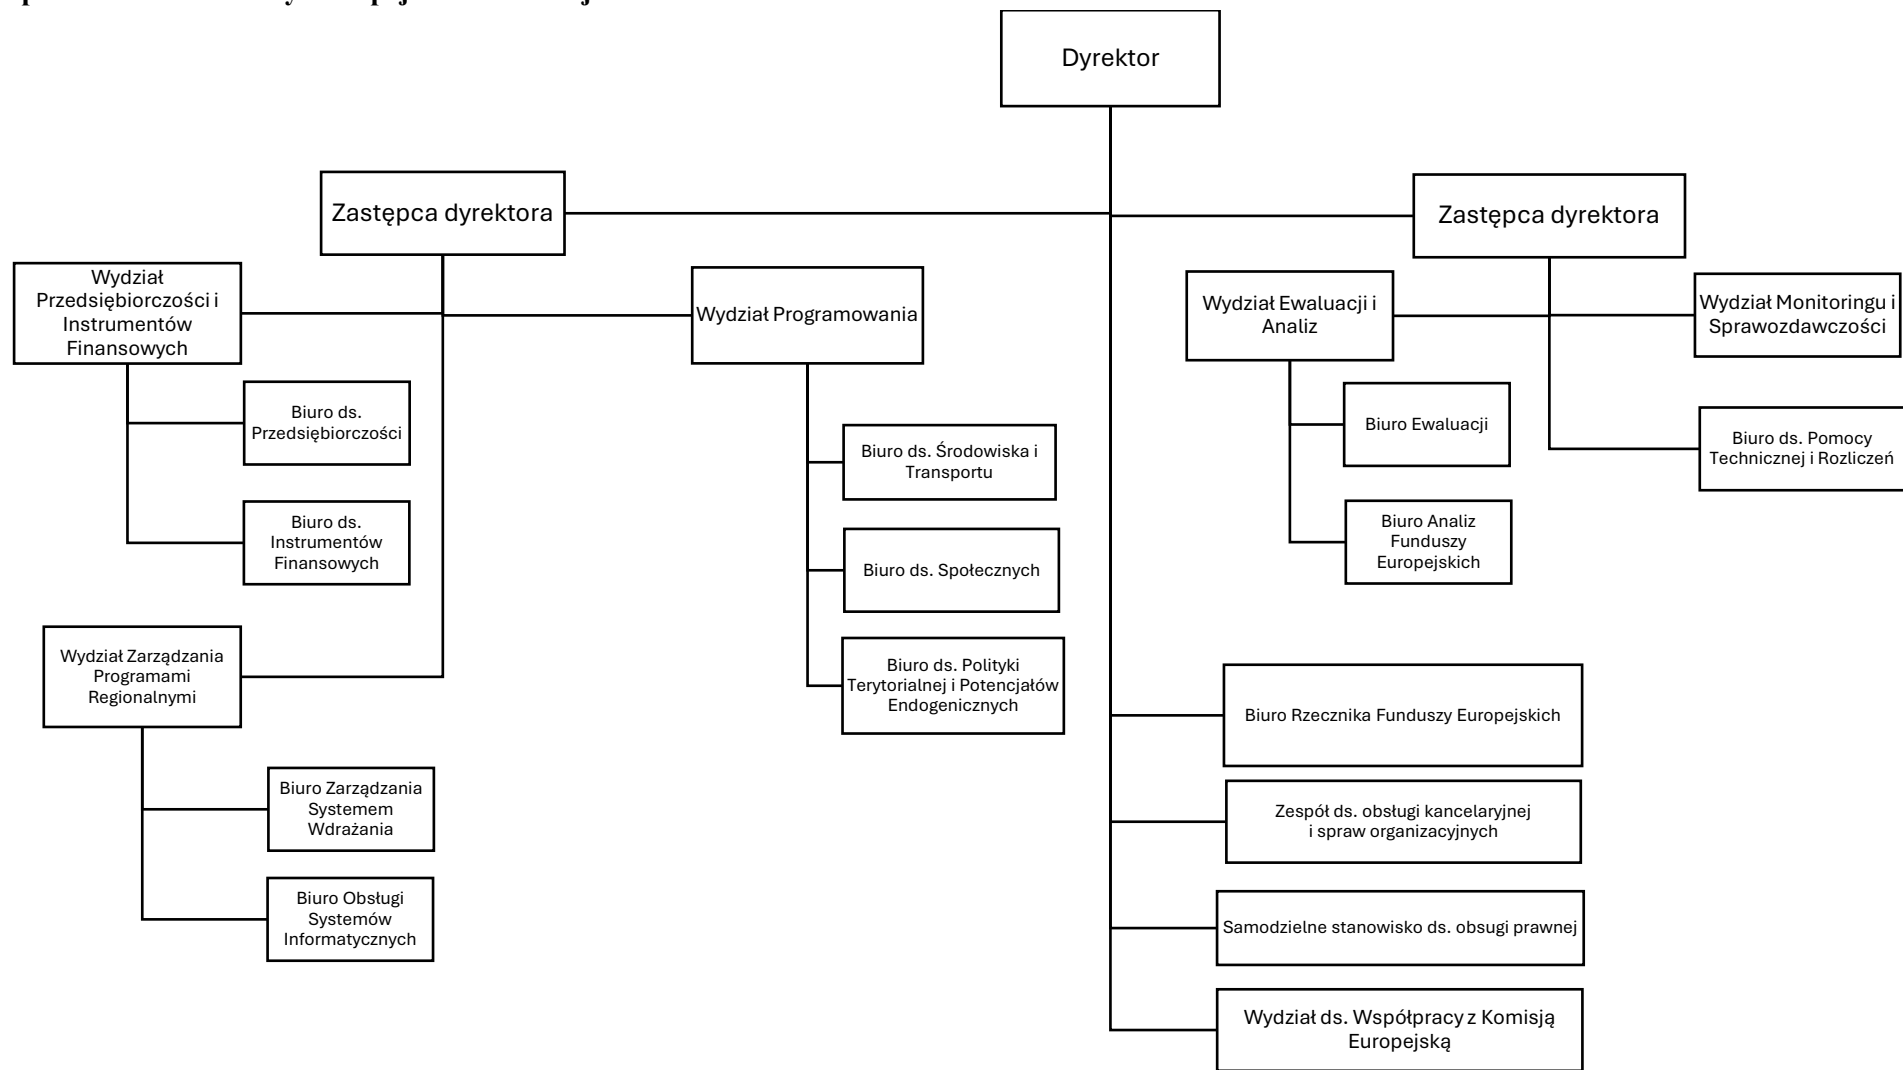 Dyrektor
Zastępca dyrektora
Zastępca dyrektora
Wydział
Przedsiębiorczości i
Instrumentów
Finansowych
Wydział Programowania
Wydział Ewaluacji i
Analiz
Wydział Monitoringu i
Sprawozdawczości
Biuro ds.
Przedsiębiorczości
Biuro ds.
Instrumentów
Finansowych
Biuro ds. Środowiska i
Transportu
Biuro ds. Społecznych
Biuro ds. Polityki
Terytorialnej i Potencjałów
Endogenicznych
Biuro Ewaluacji
Biuro Analiz
Funduszy
Europejskich
Biuro ds. Pomocy
Technicznej i Rozliczeń
Wydział Zarządzania
Programami
Regionalnymi
Biuro Zarządzania
Systemem
Wdrażania
Biuro Obsługi
Systemów
Informatycznych
Biuro Rzecznika Funduszy Europejskich
Zespół ds. obsługi kancelaryjnej
i spraw organizacyjnych
Samodzielne stanowisko ds. obsugi prawnej
Wydział ds. Współpracy z Komisją
Europejską